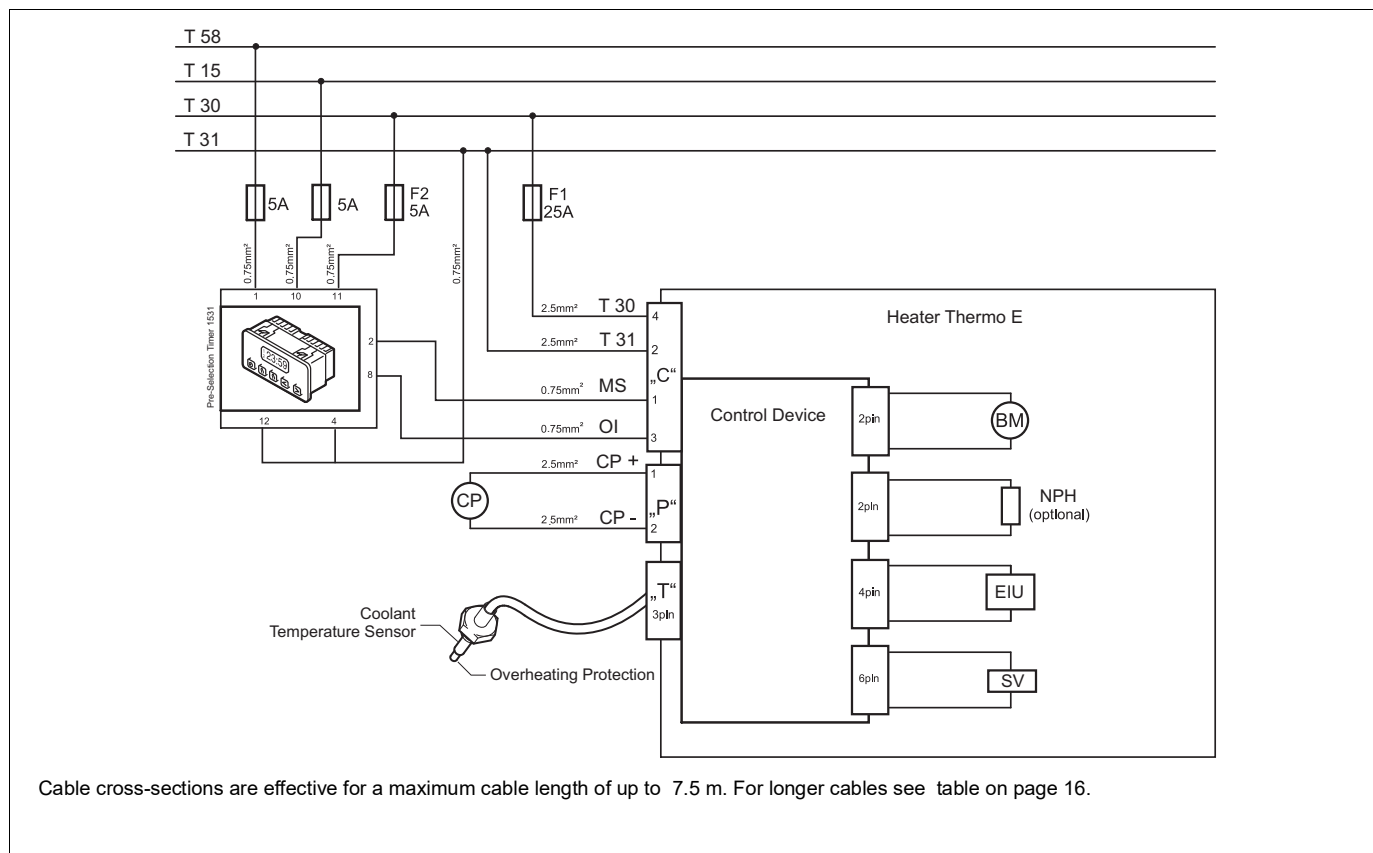 T 58
T 15
T 30
T 31
5A
5A
F2
5A
F1
25A
0.75mm²
0.75mm²
0.75mm²
0.75mm²
1
10
11
Pre-Selection Timer 1531
23:59
2
8
12
4
2.5mm² T 30
4
2.5mm² T 31
2
„C“
0.75mm² MS
1
0.75mm² OI
3
2.5mm² CP +
1
CP
„P“
2.5mm² CP -
2
„T“
3pin
Coolant
Temperature Sensor
Overheating Protection
Heater Thermo E
Control Device
2pin
BM
2pin
NPH
(optional)
4pin
EIU
6pin
SV
Cable cross-sections are effective for a maximum cable length of up to 7.5 m. For longer cables see table on page 16.